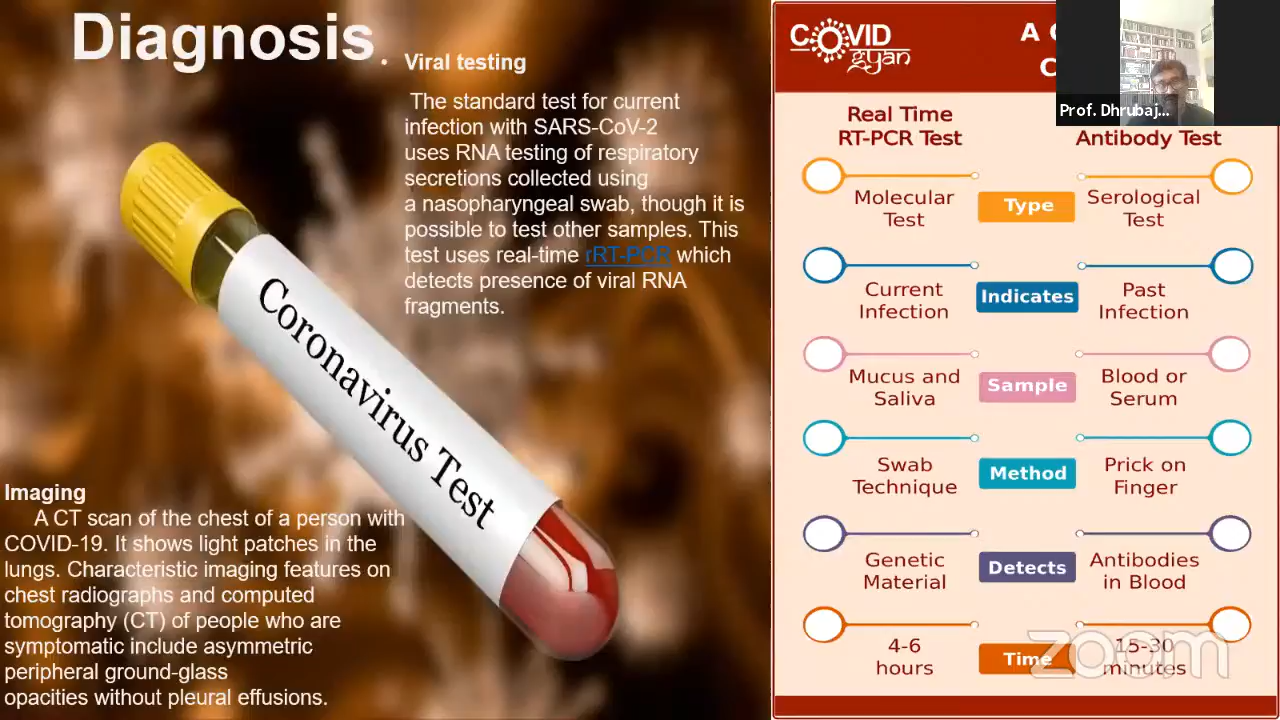 Diagnosis.
Viral testing
The standard test for current
infection with SARS-CoV-2
uses RNA testing of respiratory
secretions collected using
a nasopharyngeal swab, though it is
possible to test other samples. This
test uses real-time rRT-PCR which
detects presence of viral RNA
fragments.
Coronavirus Test
Imaging
A CT scan of the chest of a person with
COVID-19. It shows light patches in the
lungs. Characteristic imaging features on
chest radiographs and computed
tomography (CT) of people who are
symptomatic include asymmetric
peripheral ground-glass
opacities without pleural effusions.
COVID
gyan
A C
C
Prof. Dhrubaj...
Real Time
RT-PCR Test
Antibody Test
Molecular
Test
Type
Serological
Test
Current
Infection
Indicates
Past
Infection
Mucus and
Saliva
Sample
Blood or
Serum
Swab
Technique
Method
Prick on
Finger
Genetic
Material
Detects
Antibodies
in Blood
4-6
hours
Time
15-30
minutes
zoom